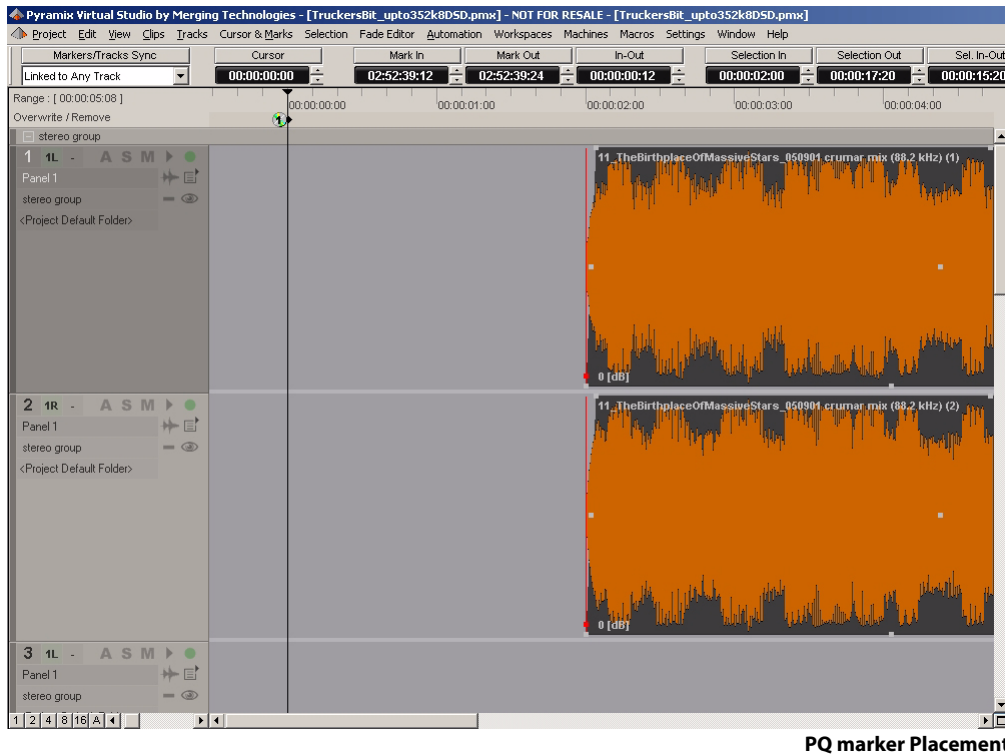 Pyramix Virtual Studio by Merging Technologies - [TruckersBit_upto352k8DSD.pmx] - NOT FOR RESALE - [TruckersBit_upto352k8DSD.pmx]
Project Edit View Clips Tracks Cursor & Marks Selection Fade Editor Automation Workspaces Machines Macros Settings Window Help
Markers/Tracks Sync Cursor Mark In Mark Out In-Out Selection In Selection Out Sel. In-Out
Linked to Any Track 00:00:00:00 02:52:39:12 02:52:39:24 00:00:00:12 00:00:02:00 00:00:17:20 00:00:15:20
Range : [ 00:00:05:08 ]
00:00:00:00 00:00:01:00 00:00:02:00 00:00:03:00 00:00:04:00
Overwrite / Remove
1
stereo group
1 1L - A S M
11_TheBirthplaceOfMassiveStars_050901 crumar mix (88.2 kHz) (1)
Panel 1
stereo group
<Project Default Folder>
0 [dB]
2 1R - A S M
11_TheBirthplaceOfMassiveStars_050901 crumar mix (88.2 kHz) (2)
Panel 1
stereo group
<Project Default Folder>
0 [dB]
3 1L - A S M
Panel 1
stereo group
1 2 4 8 16 A
PQ marker Placement